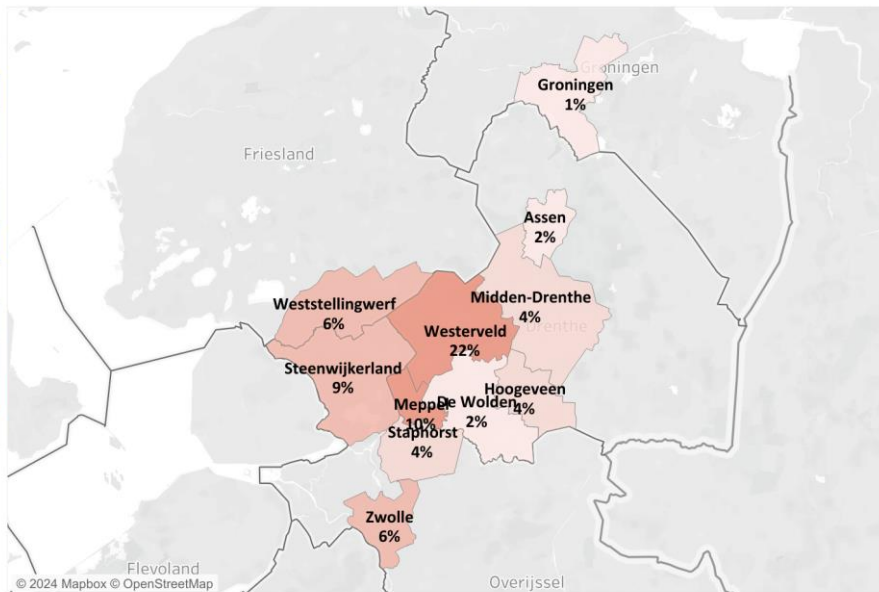 Groningen
Groningen
1%
Friesland
Assen
2%
Weststellingwerf
6%
Midden-Drenthe
4%
Drenthe
Westerveld
22%
Steenwijkerland
9%
Hoogeveen
4%
De Wolden
2%
Meppel
10%
Staphorst
4%
Zwolle
6%
Flevoland
Overijssel
© 2024 Mapbox © OpenStreetMap